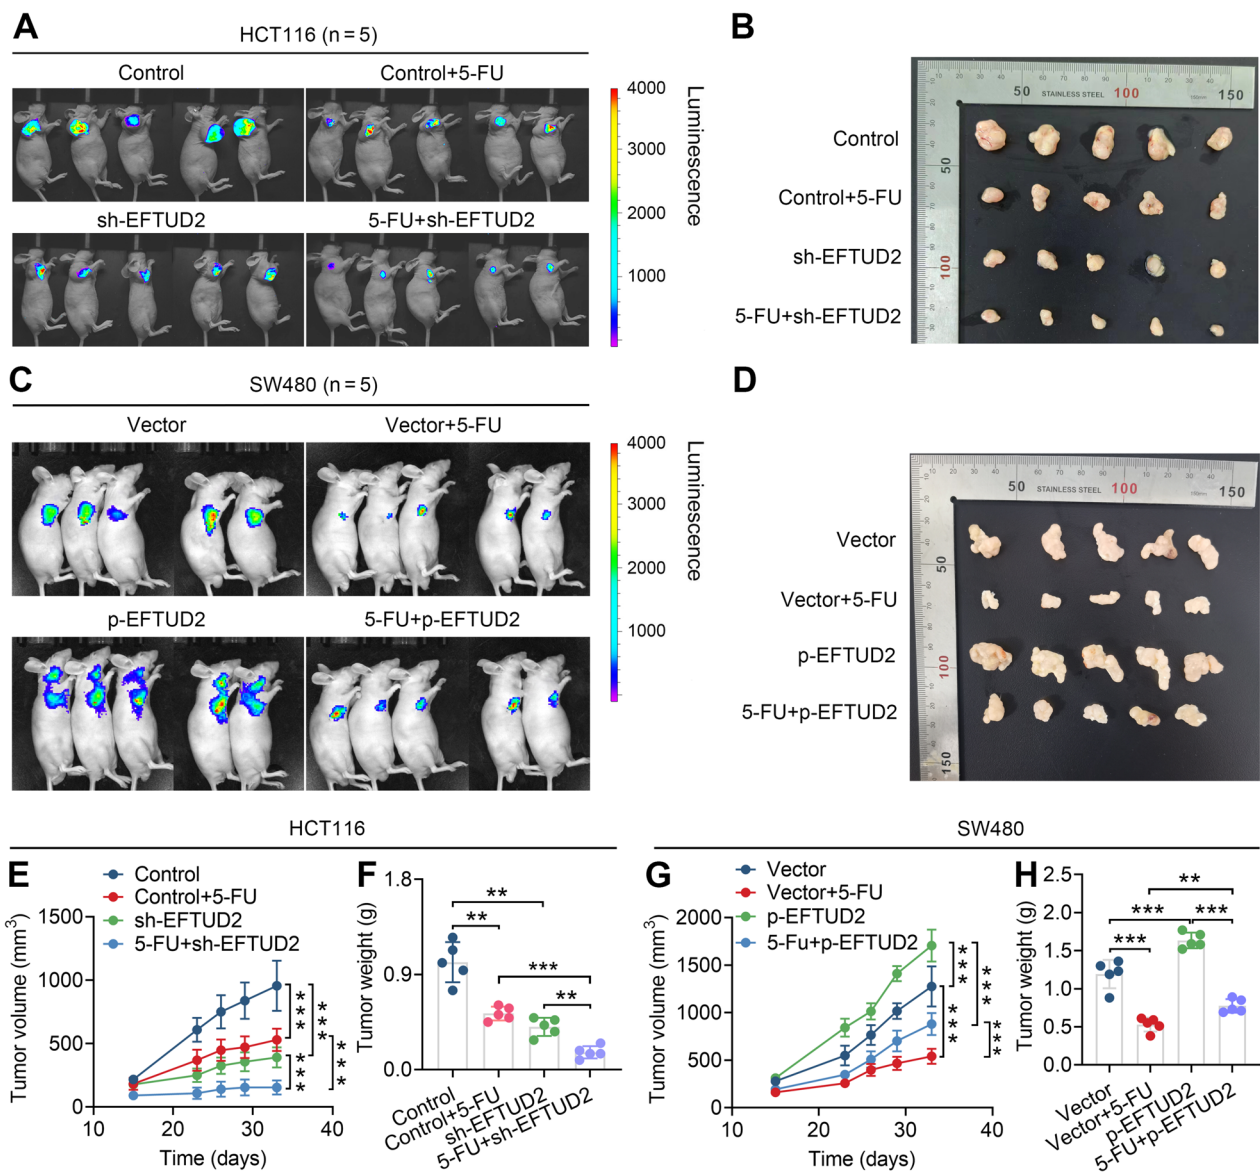 A
HCT116 (n = 5)
Control
Control+5-FU
sh-EFTUD2
5-FU+sh-EFTUD2
4000
3000
2000
1000
Luminescence
B
50
STAINLESS STEEL
100
150
50
100
Control
Control+5-FU
sh-EFTUD2
5-FU+sh-EFTUD2
C
SW480 (n = 5)
Vector
Vector+5-FU
p-EFTUD2
5-FU+p-EFTUD2
4000
3000
2000
1000
Luminescence
D
50
STAINLESS STEEL
100
150
50
100
150
Vector
Vector+5-FU
p-EFTUD2
5-FU+p-EFTUD2
HCT116
E
Control
Control+5-FU
sh-EFTUD2
5-FU+sh-EFTUD2
Tumor volume (mm³)
1500
1000
500
0
10
20
30
40
Time (days)
***
***
***
***
F
Tumor weight (g)
1.8
0.9
0.0
**
**
***
**
Control
Control+5-FU
sh-EFTUD2
5-FU+sh-EFTUD2
SW480
G
Vector
Vector+5-FU
p-EFTUD2
5-Fu+p-EFTUD2
Tumor volume (mm³)
2000
1500
1000
500
0
10
20
30
40
Time (days)
***
***
***
***
H
Tumor weight (g)
2.5
2.0
1.5
1.0
0.5
0.0
**
***
***
***
Vector
Vector+5-FU
p-EFTUD2
5-FU+p-EFTUD2